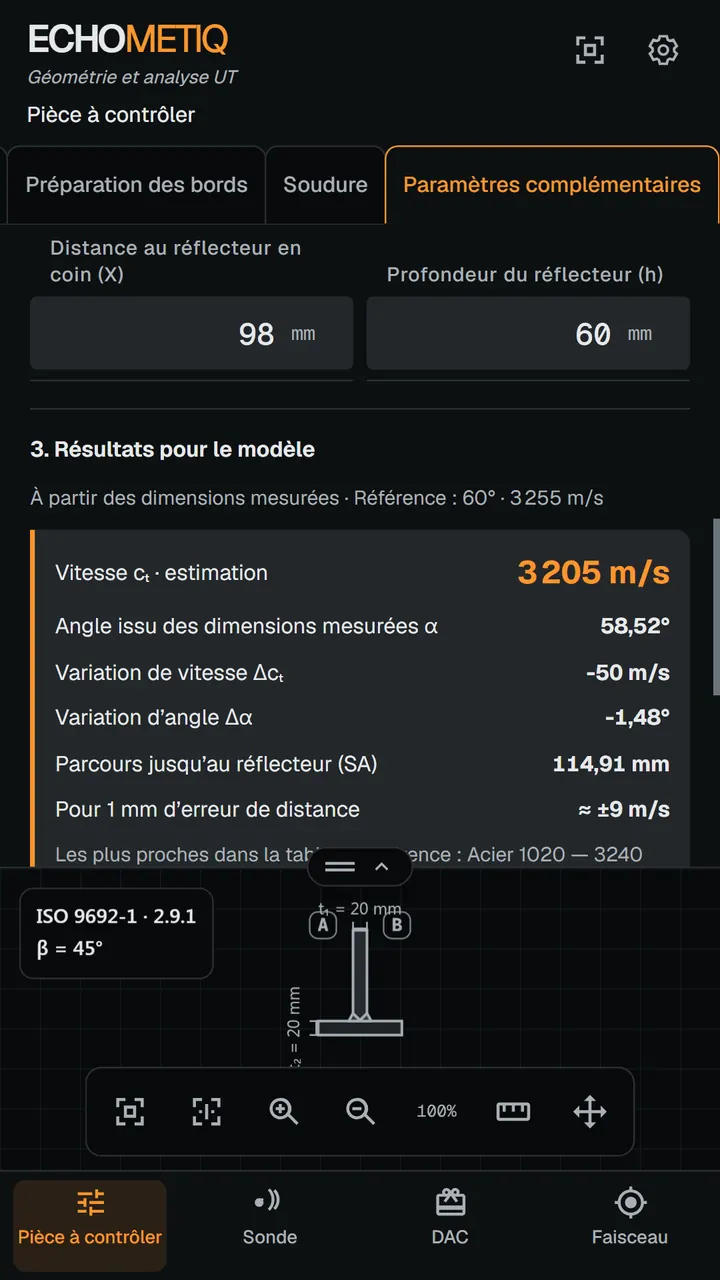 ECHOMETIQ
Géométrie et analyse UT
Pièce à contrôler
Préparation des bords
Soudure
Paramètres complémentaires
Distance au réflecteur en
coin (X)
Profondeur du réflecteur (h)
98 mm
60 mm
3. Résultats pour le modèle
À partir des dimensions mesurées · Référence : 60° · 3 255 m/s
Vitesse cₜ · estimation
3 205 m/s
Angle issu des dimensions mesurées α
58,52°
Variation de vitesse Δcₜ
-50 m/s
Variation d’angle Δα
-1,48°
Parcours jusqu’au réflecteur (SA)
114,91 mm
Pour 1 mm d’erreur de distance
≈ ±9 m/s
Les plus proches dans la : Acier 1020 — 3240
ISO 9692-1 · 2.9.1
β = 45°
t₁ = 20 mm
A
B
t₂ = 20 mm
100%
Pièce à contrôler
Sonde
DAC
Faisceau